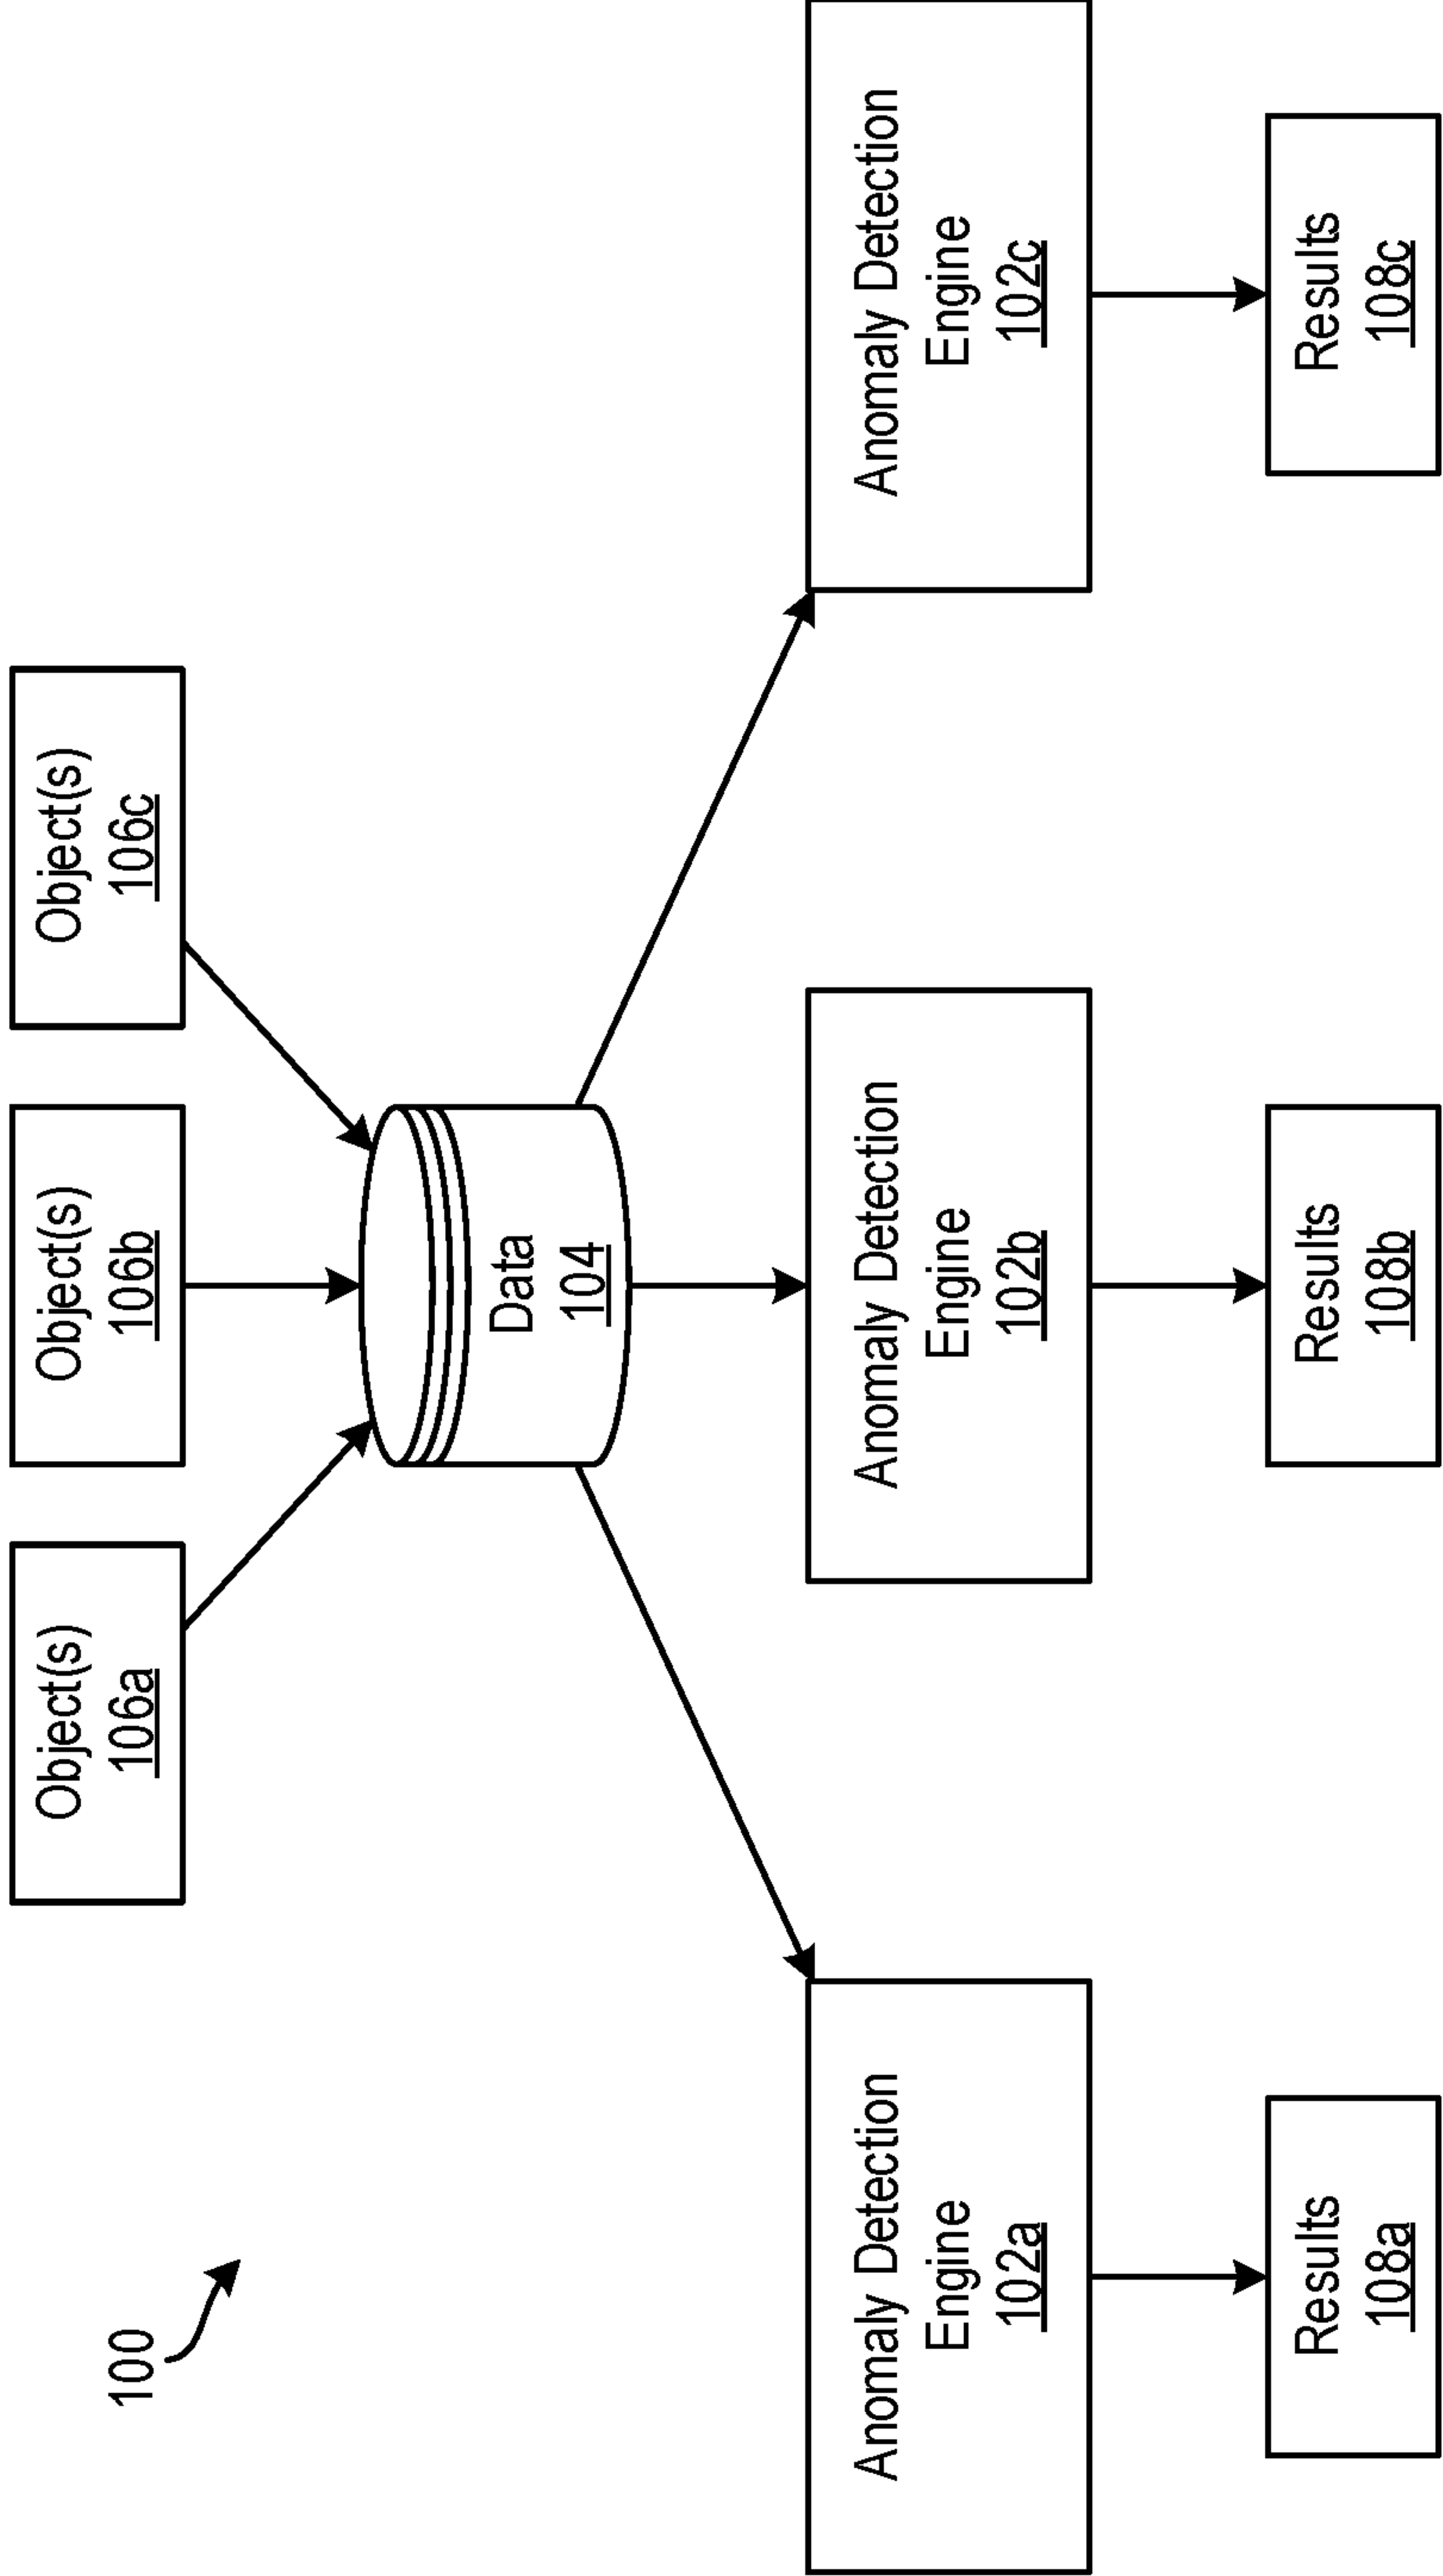 100
Object(s)
106a
Object(s)
106b
Object(s)
106c
Data
104
Anomaly Detection
Engine
102a
Anomaly Detection
Engine
102b
Anomaly Detection
Engine
102c
Results
108a
Results
108b
Results
108c